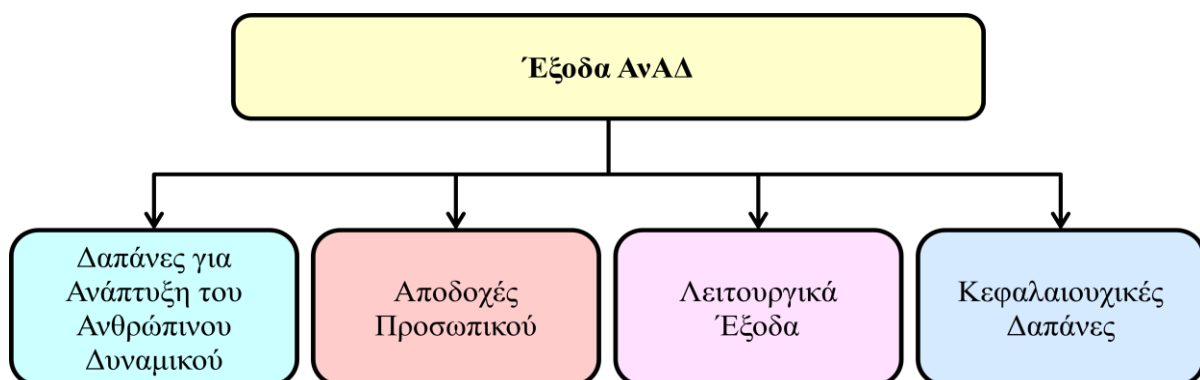 Έξοδα ΑνΑΔ
Δαπάνες για
Ανάπτυξη του
Ανθρώπινου
Δυναμικού
Αποδοχές
Προσωπικού
Λειτουργικά
Έξοδα
Κεφαλαιουχικές
Δαπάνες